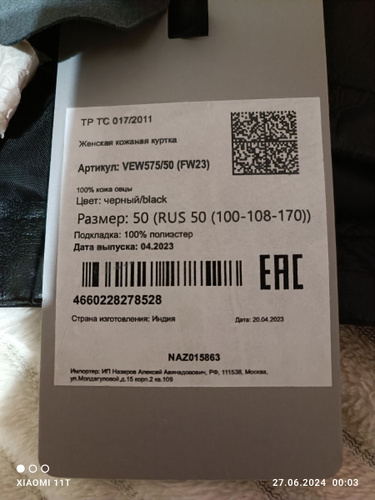 ТР ТС 017/2011
Женская кожаная куртка
Артикул: VEW575/50 (FW23)
100% кожа овцы
Цвет: черный/black
Размер: 50 (RUS 50 (100-108-170))
Подкладка: 100% полиэстер
Дата выпуска: 04.2023
EAC
4660228278528
Страна изготовления: Индия
Дата: 20.04.2023
NAZ015863
Импортер: ИП Назаров Алексей Авинадовович, РФ, 111538, Москва,
ул.Молдагуловой,д.15 корп.2 кв.109
XIAOMI 11T
27.06.2024 00:03